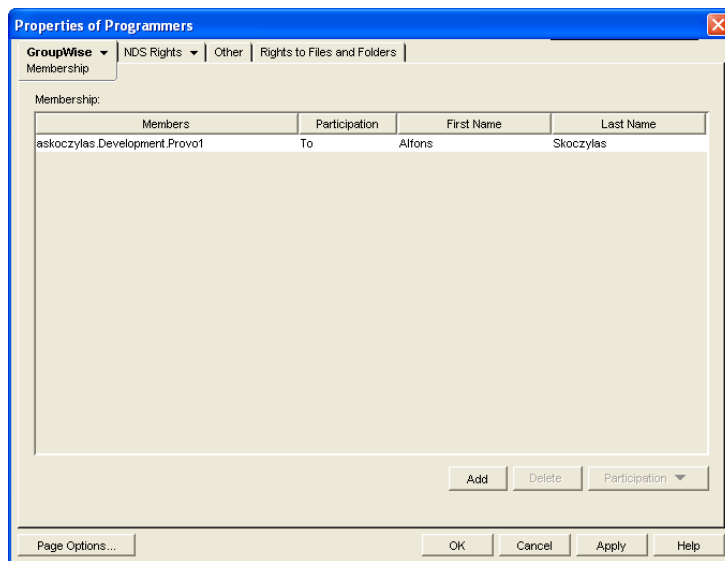 Properties of Programmers
GroupWise NDS Rights Other Rights to Files and Folders
Membership
Membership:
Members Participation First Name Last Name
askoczylas.Development.Provo1 To Alfons Skoczylas
Add Delete Participation
Page Options... OK Cancel Apply Help